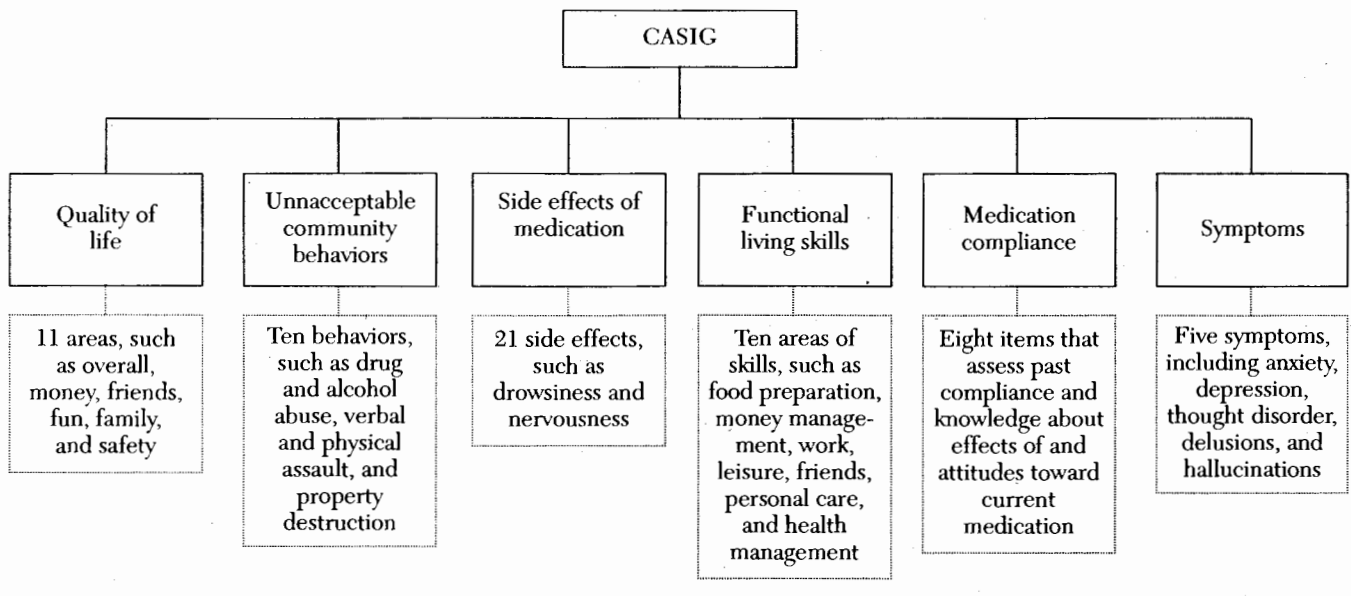 CASIG
Quality of
life
Unnacceptable
community
behaviors
Side effects of
medication
Functional
living skills
Medication
compliance
Symptoms
11 areas, such
as overall,
money, friends,
fun, family,
and safety
Ten behaviors,
such as drug
and alcohol
abuse, verbal
and physical
assault, and
property
destruction
21 side effects,
such as
drowsiness and
nervousness
Ten areas of
skills, such as
food preparation,
money manage-
ment, work,
leisure, friends,
personal care,
and health
management
Eight items that
assess past
compliance and
knowledge about
effects of and
attitudes toward
current
medication
Five symptoms,
including anxiety,
depression,
thought disorder,
delusions, and
hallucinations